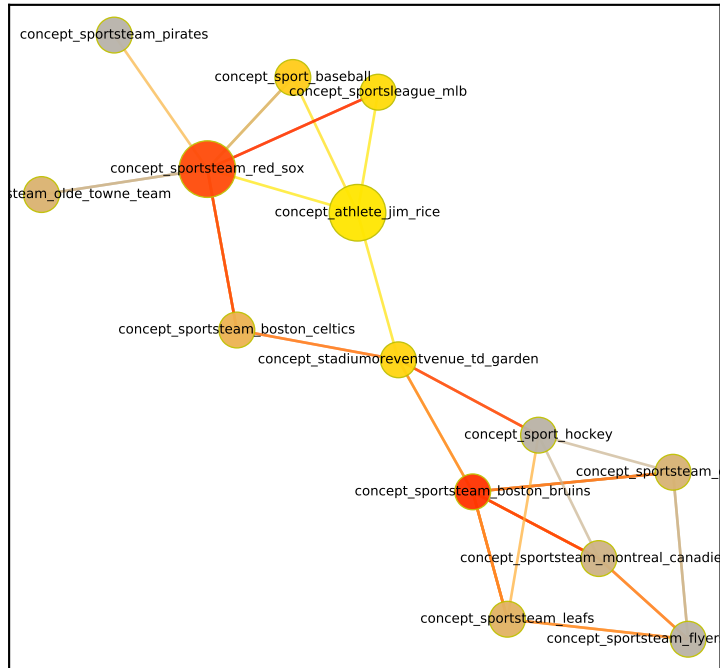 concept_sportsteam_pirates
concept_sport_baseball
concept_sportsleague_mlb
concept_sportsteam_red_sox
steam_olde_towne_team
concept_athlete_jim_rice
concept_sportsteam_boston_celtics
concept_stadiumoreventvenue_td_garden
concept_sport_hockey
concept_sportsteam_
concept_sportsteam_boston_bruins
concept_sportsteam_montreal_canadie
concept_sportsteam_leafs
concept_sportsteam_flyer